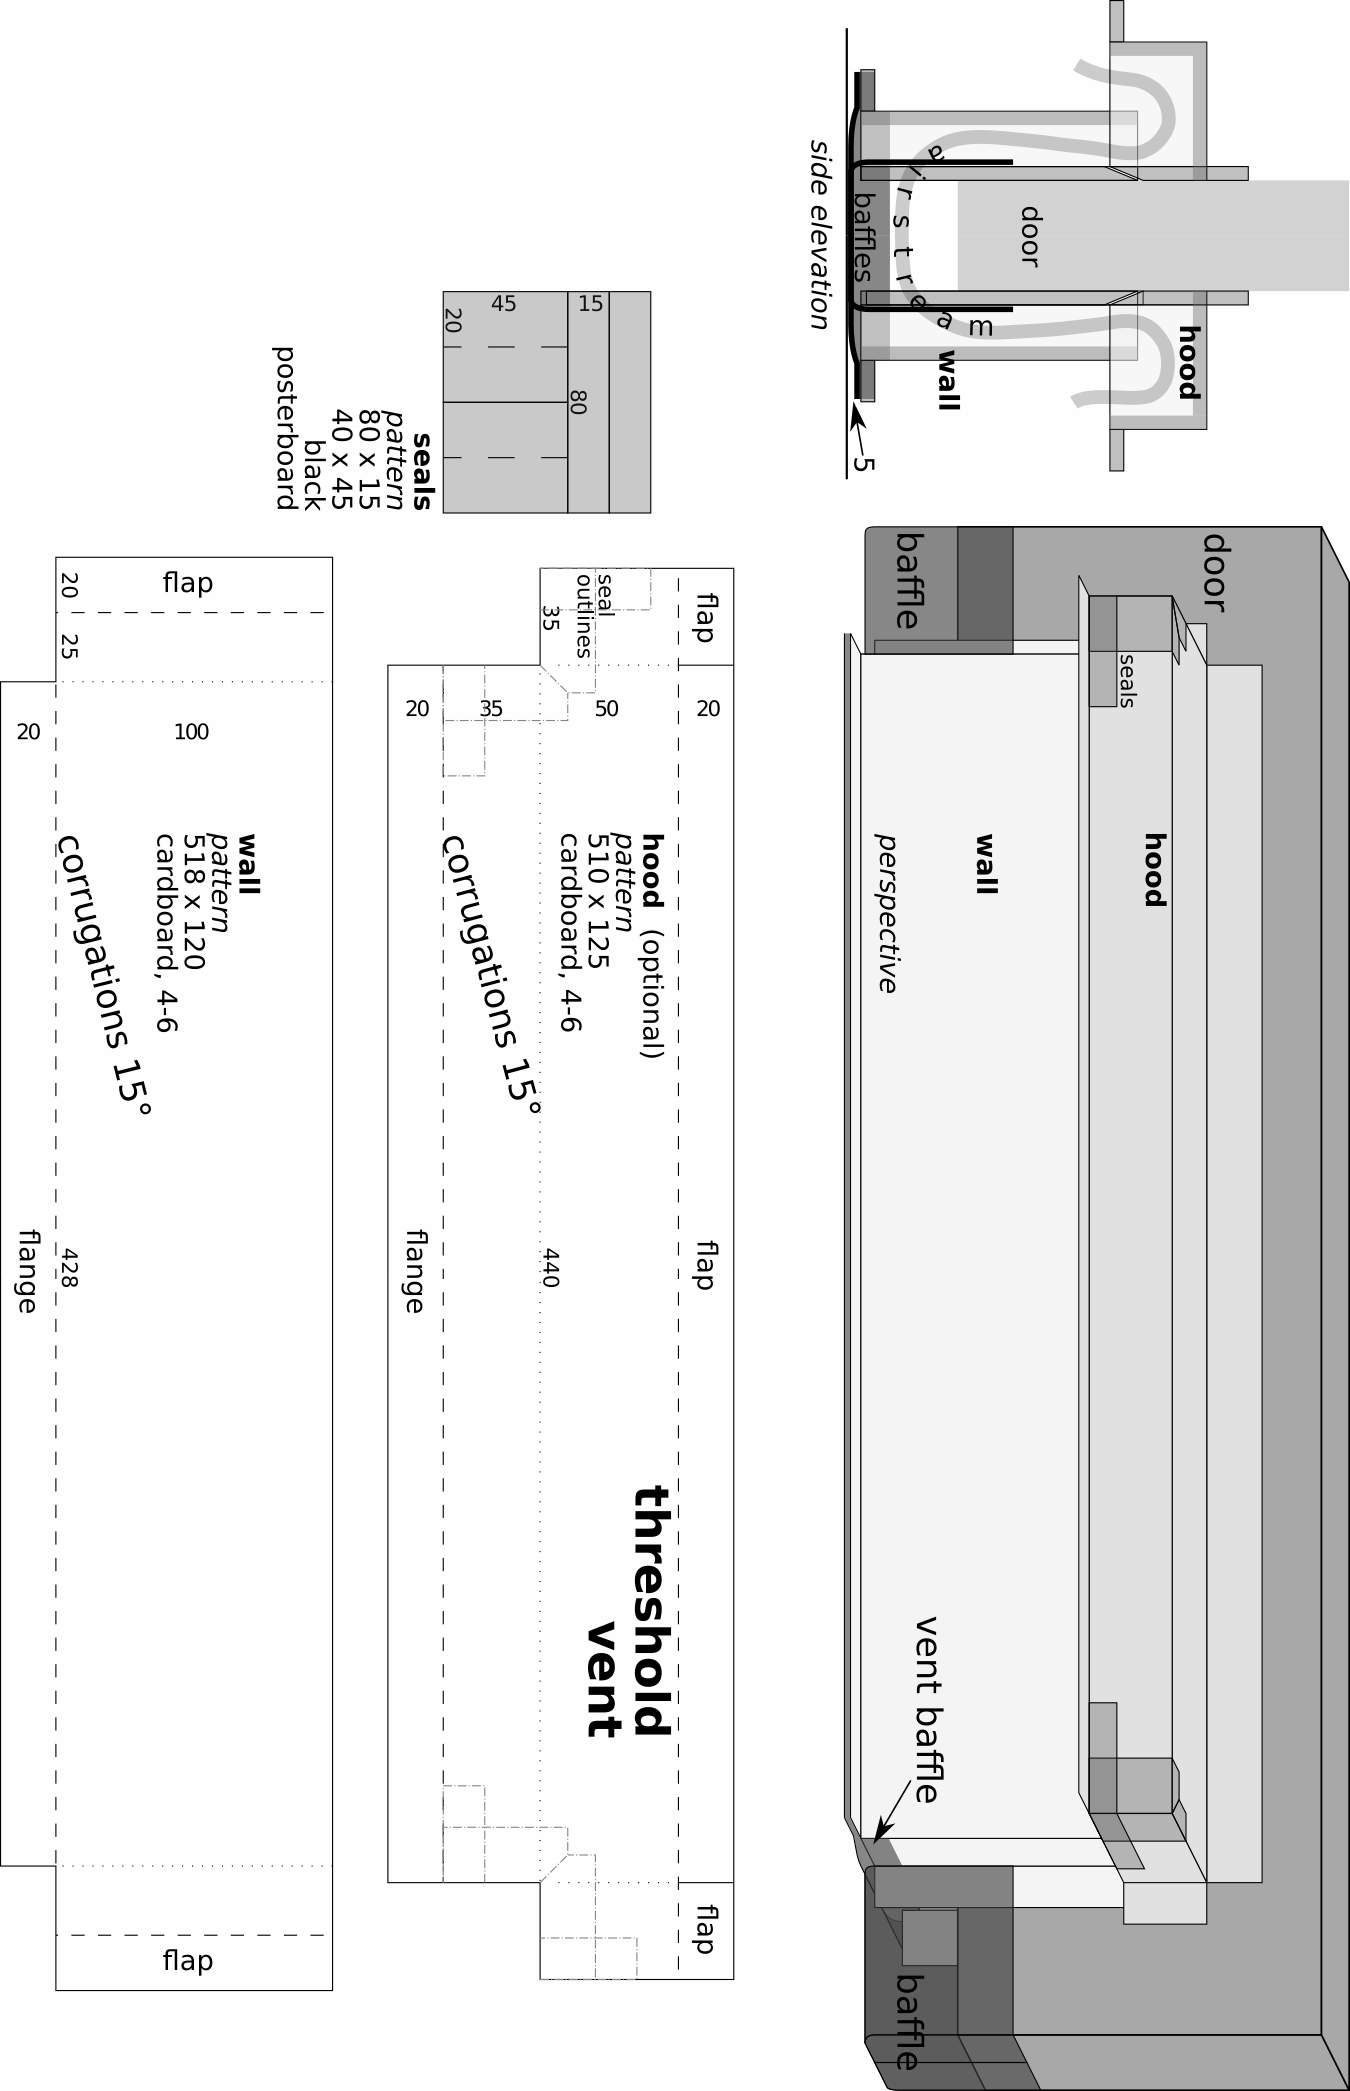 hood
door
wall
airstream
baffles
5
side elevation
door
hood
seals
wall
perspective
baffle
vent baffle
baffle
15
80
45
20
seals
pattern
80 x 15
40 x 45
black
posterboard
flap
flap
flap
20
seal
outlines
35
50
35
20
hood (optional)
pattern
510 x 125
cardboard, 4-6
corrugations 15°
440
flange
threshold
vent
flap
flap
20
25
100
20
wall
pattern
518 x 120
cardboard, 4-6
corrugations 15°
428
flange